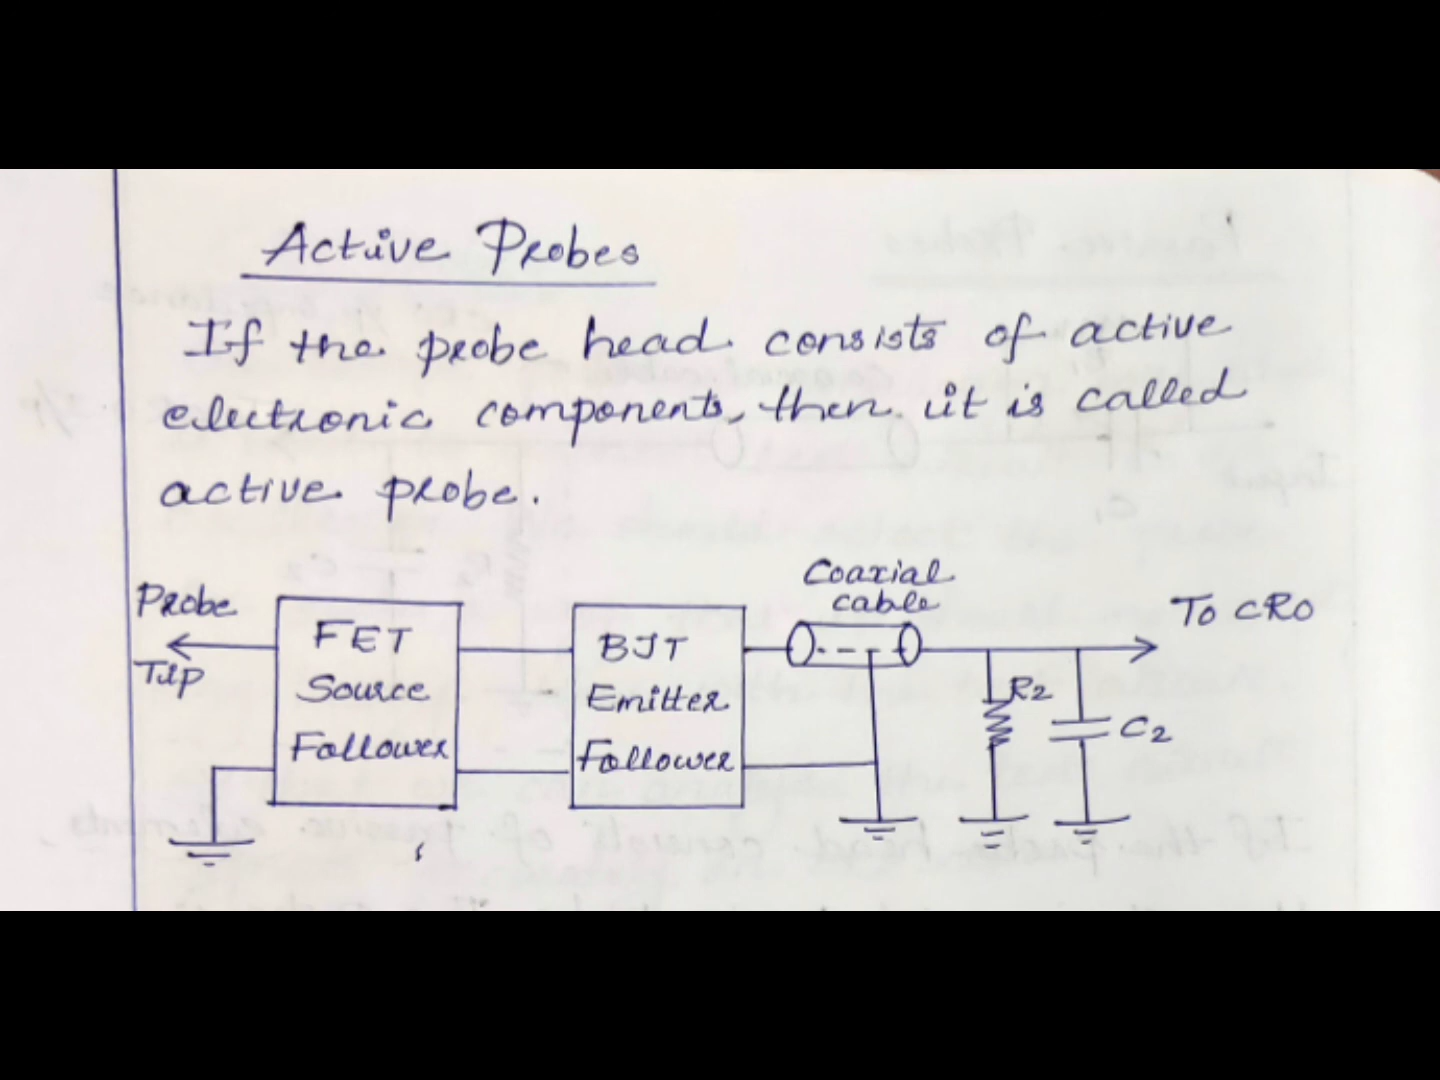 Active Probes
If the probe head consists of active
electronic components, then it is called
active probe.
Probe
Tip
FET
Source
Follower
BJT
Emitter
Follower
Coaxial
cable
R2
C2
To CRO